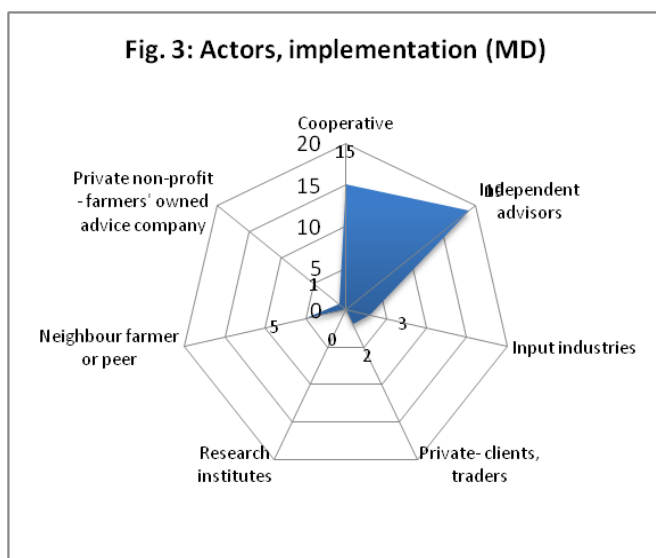 Fig. 3: Actors, implementation (MD)
Cooperative
20
15
15
10
5
0
Independent
advisors
3
Input industries
2
Private- clients,
traders
0
Research
institutes
5
Neighbour farmer
or peer
1
Private non-profit
- farmers' owned
advice company